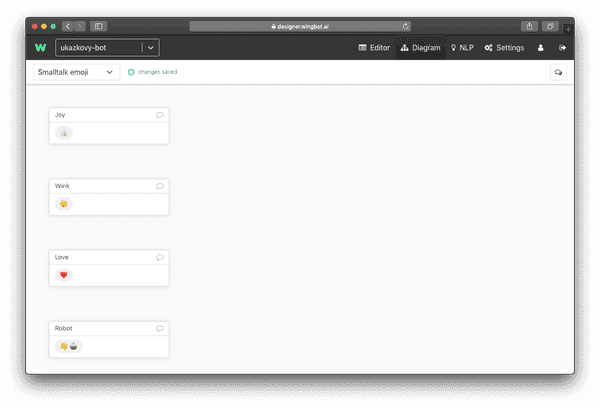 designer.wingbot.ai
W ukazkovy-bot Editor Diagram NLP Settings
Smalltalk emoji changes saved
Joy
👍
Wink
Love
❤️
Robot
👋🤖